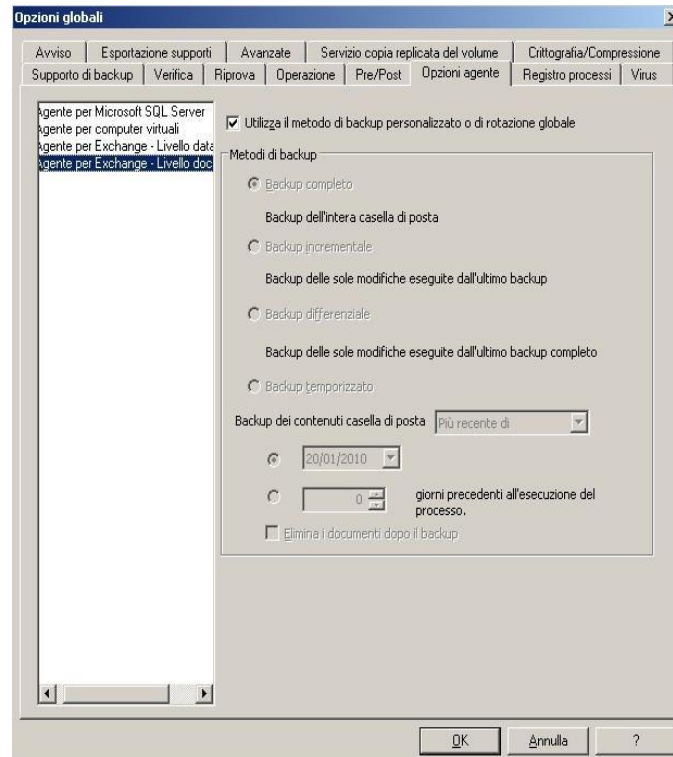 Opzioni globali
Avviso
Esportazione supporti
Avanzate
Servizio copia replicata del volume
Crittografia/Compressione
Supporto di backup
Verifica
Riprova
Operazione
Pre/Post
Opzioni agente
Registro processi
Virus
Agente per Microsoft SQL Server
Agente per computer virtuali
Agente per Exchange - Livello data
Agente per Exchange - Livello doc
Utilizza il metodo di backup personalizzato o di rotazione globale
Metodi di backup
Backup completo
Backup dell'intera casella di posta
Backup incrementale
Backup delle sole modifiche eseguite dall'ultimo backup
Backup differenziale
Backup delle sole modifiche eseguite dall'ultimo backup completo
Backup temporizzato
Backup dei contenuti casella di posta
Più recente di
20/01/2010
0
giorni precedenti all'esecuzione del
processo.
Elimina i documenti dopo il backup
OK
Annulla
?